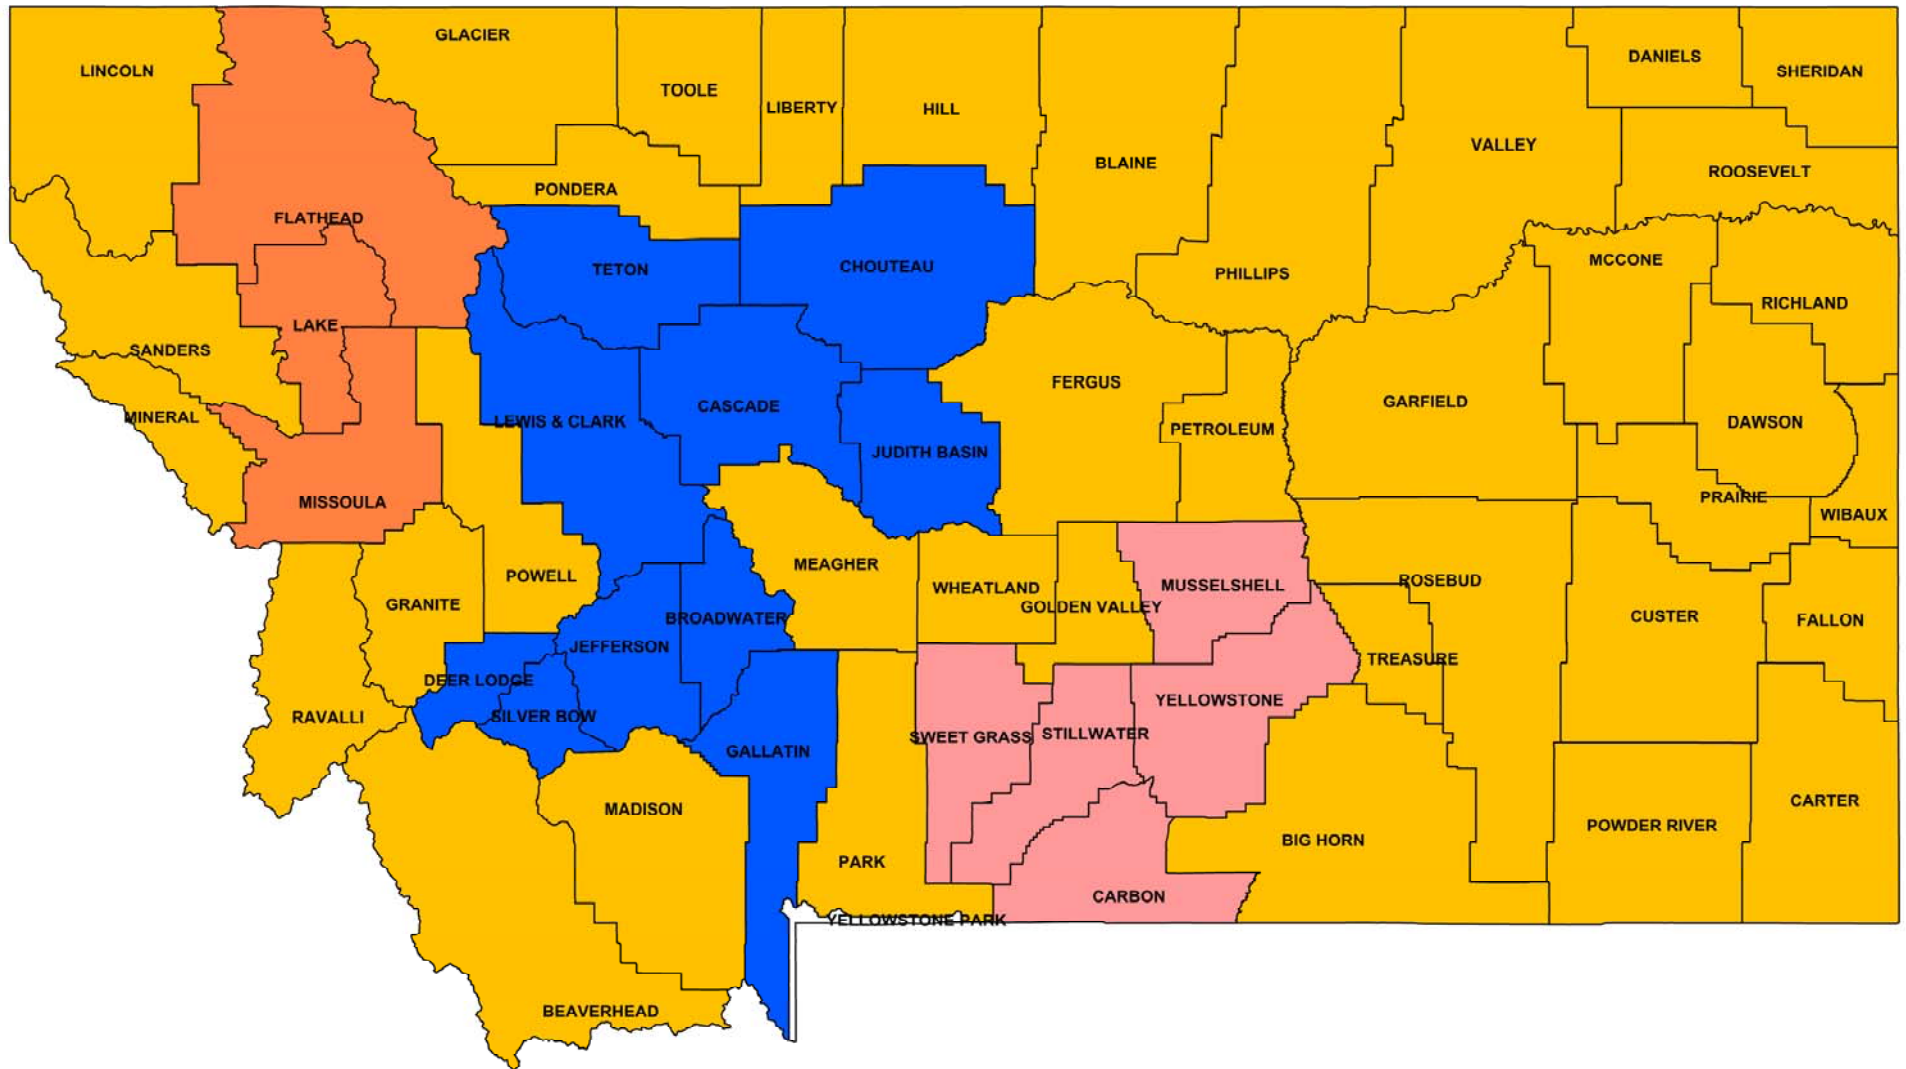 GLACIER
DANIELS
LINCOLN
SHERIDAN
TOOLE
LIBERTY
HILL
VALLEY
BLAINE
ROOSEVELT
PONDERA
FLATHEAD
MCCONE
CHOUTEAU
TETON
PHILLIPS
RICHLAND
LAKE
SANDERS
FERGUS
GARFIELD
CASCADE
MINERAL
LEWIS & CLARK
DAWSON
PETROLEUM
JUDITH BASIN
PRAIRIE
MISSOULA
WIBAUX
MEAGHER
POWELL
ROSEBUD
MUSSELSHELL
WHEATLAND
GRANITE
GOLDEN VALLEY
CUSTER
BROADWATER
FALLON
JEFFERSON
TREASURE
DEER LODGE
YELLOWSTONE
SILVER BOW
RAVALLI
STILLWATER
SWEET GRASS
GALLATIN
CARTER
MADISON
POWDER RIVER
BIG HORN
PARK
CARBON
YELLOWSTONE PARK
BEAVERHEAD